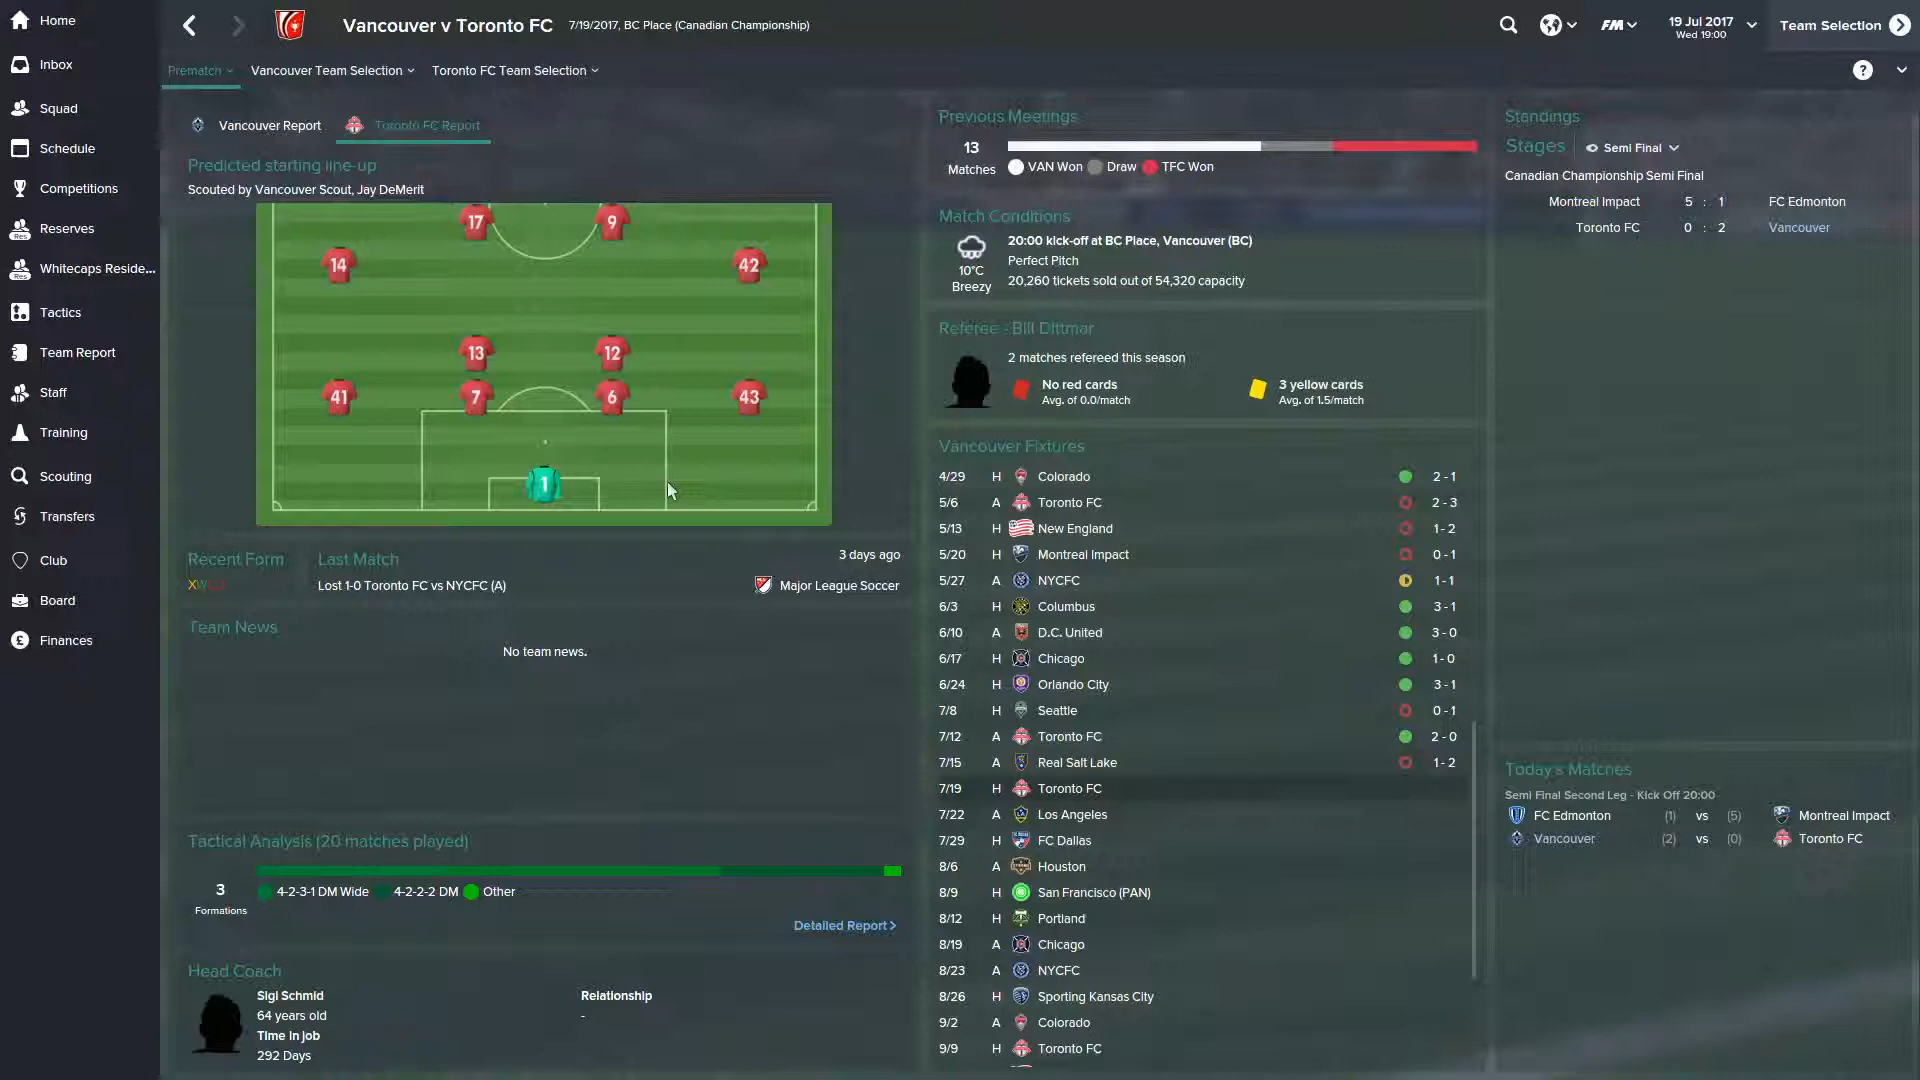 Home
Inbox
Squad
Schedule
Competitions
Reserves
Whitecaps Reside...
Tactics
Team Report
Staff
Training
Scouting
Transfers
Club
Board
Finances
Vancouver v Toronto FC 7/19/2017, BC Place (Canadian Championship)
FM
19 Jul 2017
Wed 19:00
Team Selection
Prematch
Vancouver Team Selection
Toronto FC Team Selection
?
Vancouver Report
Toronto FC Report
Predicted starting line-up
Scouted by Vancouver Scout, Jay DeMerit
17 9
14 42
13 12
41 7 6 43
1
Recent Form
Last Match
3 days ago
Lost 1-0 Toronto FC vs NYCFC (A)
Major League Soccer
Team News
No team news.
Tactical Analysis (20 matches played)
3
Formations
4-2-3-1 DM Wide 4-2-2-2 DM Other
Detailed Report >
Head Coach
Sigi Schmid
64 years old
Time in job
292 Days
Relationship
-
Previous Meetings
13
Matches
VAN Won Draw TFC Won
Match Conditions
10°C
Breezy
20:00 kick-off at BC Place, Vancouver (BC)
Perfect Pitch
20,260 tickets sold out of 54,320 capacity
Referee - Bill Dittmar
2 matches refereed this season
No red cards
Avg. of 0.0/match
3 yellow cards
Avg. of 1.5/match
Vancouver Fixtures
4/29 H Colorado 2 - 1
5/6 A Toronto FC 2 - 3
5/13 H New England 1 - 2
5/20 H Montreal Impact 0 - 1
5/27 A NYCFC 1 - 1
6/3 H Columbus 3 - 1
6/10 A D.C. United 3 - 0
6/17 H Chicago 1 - 0
6/24 H Orlando City 3 - 1
7/8 H Seattle 0 - 1
7/12 A Toronto FC 2 - 0
7/15 A Real Salt Lake 1 - 2
7/19 H Toronto FC
7/22 A Los Angeles
7/29 H FC Dallas
8/6 A Houston
8/9 H San Francisco (PAN)
8/12 H Portland
8/19 A Chicago
8/23 A NYCFC
8/26 H Sporting Kansas City
9/2 A Colorado
9/9 H Toronto FC
Standings
Stages Semi Final
Canadian Championship Semi Final
Montreal Impact 5 : 1 FC Edmonton
Toronto FC 0 : 2 Vancouver
Today's Matches
Semi Final Second Leg - Kick Off 20:00
FC Edmonton (1) vs (5) Montreal Impact
Vancouver (2) vs (0) Toronto FC